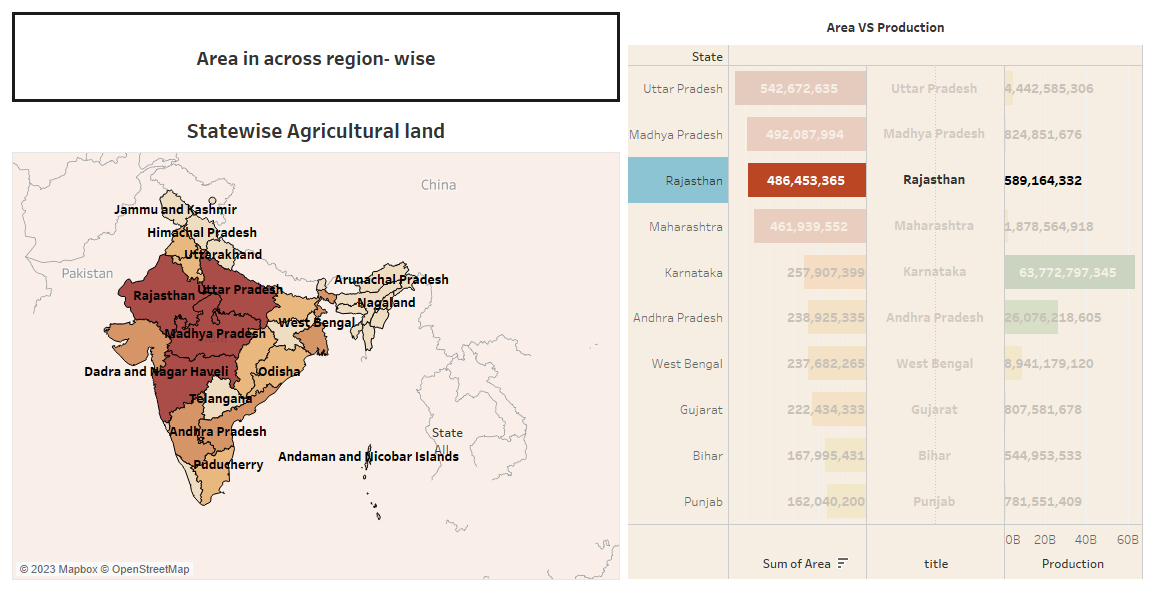 Area in across region- wise
Statewise Agricultural land
China
Jammu and Kashmir
Himachal Pradesh
Uttarakhand
Pakistan
Arunachal Pradesh
Rajasthan
Uttar Pradesh
Nagaland
West Bengal
Madhya Pradesh
Dadra and Nagar Haveli
Odisha
Telangana
Andhra Pradesh
State
All
Andaman and Nicobar Islands
Puducherry
© 2023 Mapbox © OpenStreetMap
Area VS Production
State
Uttar Pradesh 542,672,635 Uttar Pradesh 4,442,585,306
Madhya Pradesh 492,087,994 Madhya Pradesh 824,851,676
Rajasthan 486,453,365 Rajasthan 589,164,332
Maharashtra 461,939,552 Maharashtra 1,878,564,918
Karnataka 257,907,399 Karnataka 63,772,797,345
Andhra Pradesh 238,925,335 Andhra Pradesh 26,076,218,605
West Bengal 237,682,265 West Bengal 8,941,179,120
Gujarat 222,434,333 Gujarat 807,581,678
Bihar 167,995,431 Bihar 544,953,533
Punjab 162,040,200 Punjab 781,551,409
0B 20B 40B 60B
Sum of Area title Production